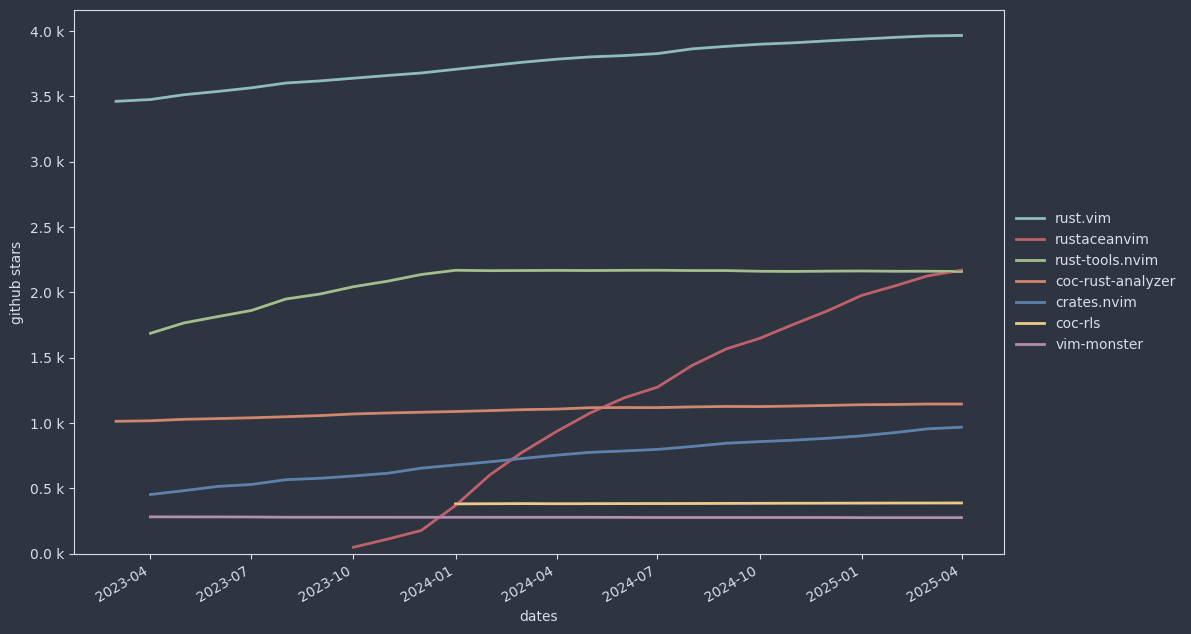 4.0 k
3.5 k
3.0 k
2.5 k
2.0 k
1.5 k
1.0 k
0.5 k
0.0 k
github stars
2023-04
2023-07
2023-10
2024-01
2024-04
2024-07
2024-10
2025-01
2025-04
dates
rust.vim
rustaceanvim
rust-tools.nvim
coc-rust-analyzer
crates.nvim
coc-rls
vim-monster